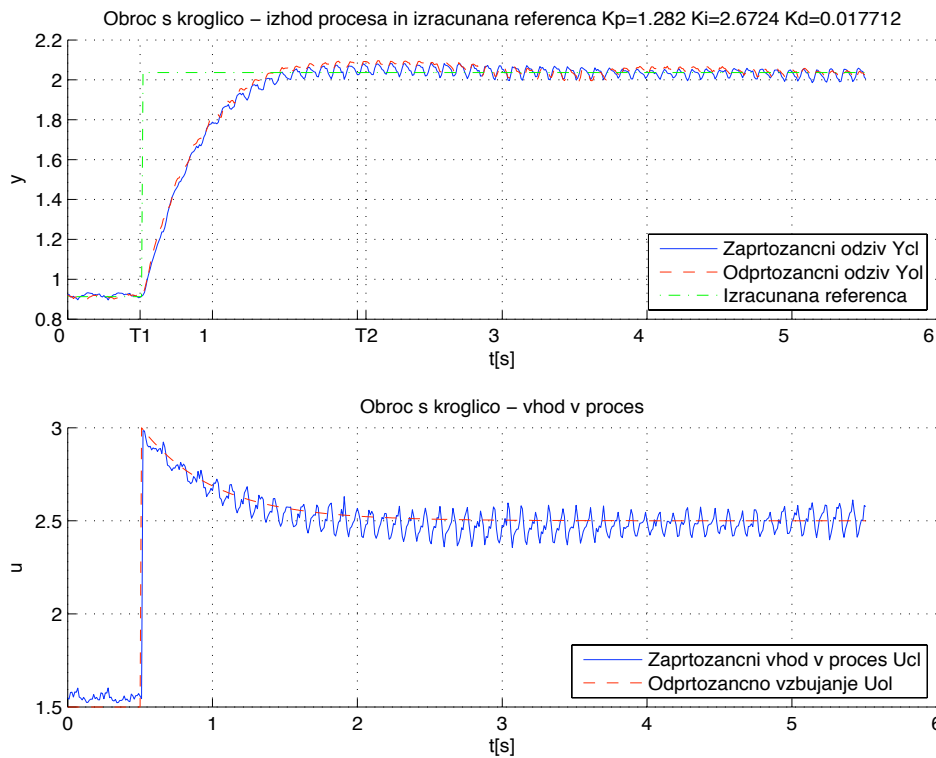 Obroc s kroglico − izhod procesa in izracunana referenca Kp=1.282 Ki=2.6724 Kd=0.017712
2.2
2
1.8
1.6
1.4
1.2
1
0.8
y
0 T1 1 T2 3 4 5 6
t[s]
Zaprtozancni odziv Ycl
Odprtozancni odziv Yol
Izracunana referenca
Obroc s kroglico − vhod v proces
3
2.5
2
1.5
u
0 1 2 3 4 5 6
t[s]
Zaprtozancni vhod v proces Ucl
Odprtozancno vzbujanje Uol